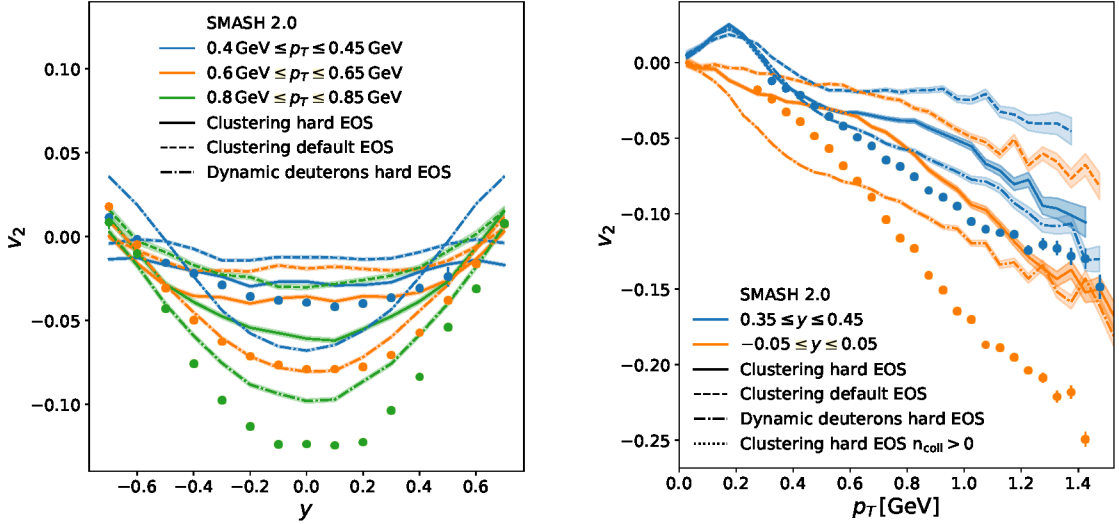 SMASH 2.0
0.4 GeV ≤ p_T ≤ 0.45 GeV
0.6 GeV ≤ p_T ≤ 0.65 GeV
0.8 GeV ≤ p_T ≤ 0.85 GeV
Clustering hard EOS
Clustering default EOS
Dynamic deuterons hard EOS
0.10
0.05
0.00
−0.05
−0.10
v_2
−0.6
−0.4
−0.2
0.0
0.2
0.4
0.6
y
0.00
−0.05
−0.10
−0.15
−0.20
−0.25
v_2
SMASH 2.0
0.35 ≤ y ≤ 0.45
−0.05 ≤ y ≤ 0.05
Clustering hard EOS
Clustering default EOS
Dynamic deuterons hard EOS
Clustering hard EOS n_coll > 0
0.0
0.2
0.4
0.6
0.8
1.0
1.2
1.4
p_T [GeV]